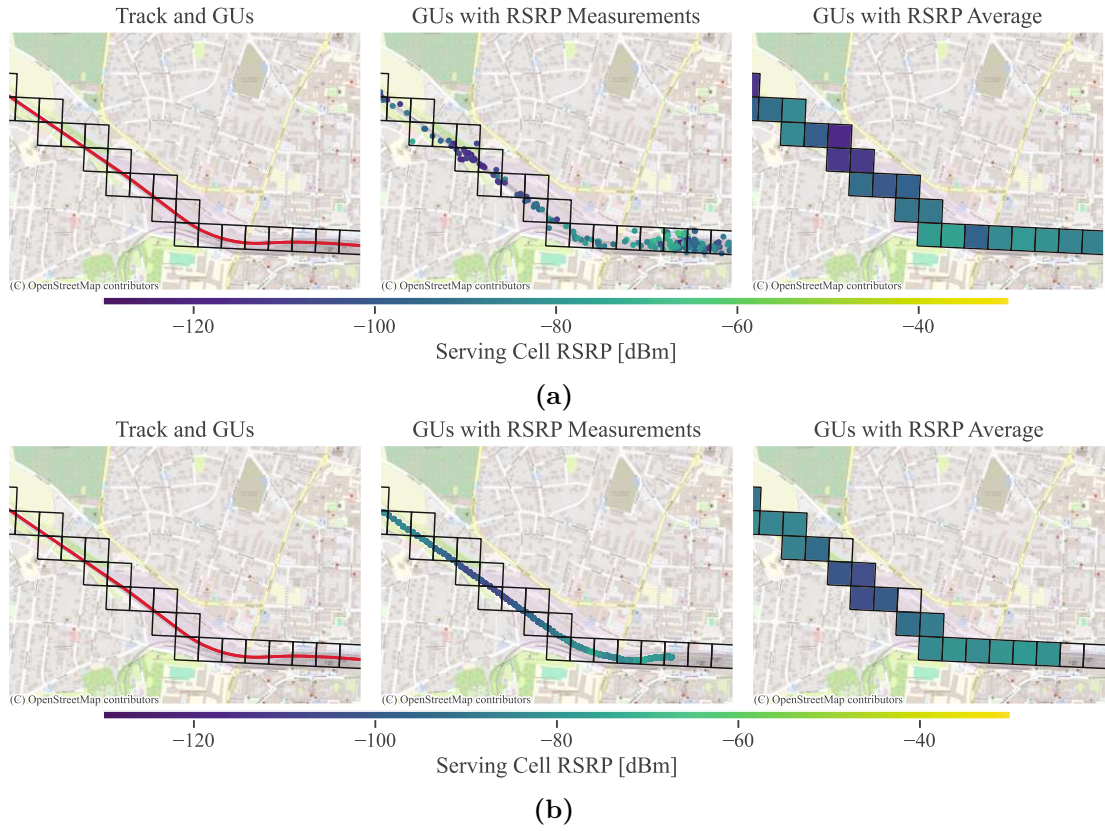 Track and GUs
GUs with RSRP Measurements
GUs with RSRP Average
(C) OpenStreetMap contributors
(C) OpenStreetMap contributors
(C) OpenStreetMap contributors
−120
−100
−80
−60
−40
Serving Cell RSRP [dBm]
(a)
Track and GUs
GUs with RSRP Measurements
GUs with RSRP Average
(C) OpenStreetMap contributors
(C) OpenStreetMap contributors
(C) OpenStreetMap contributors
−120
−100
−80
−60
−40
Serving Cell RSRP [dBm]
(b)